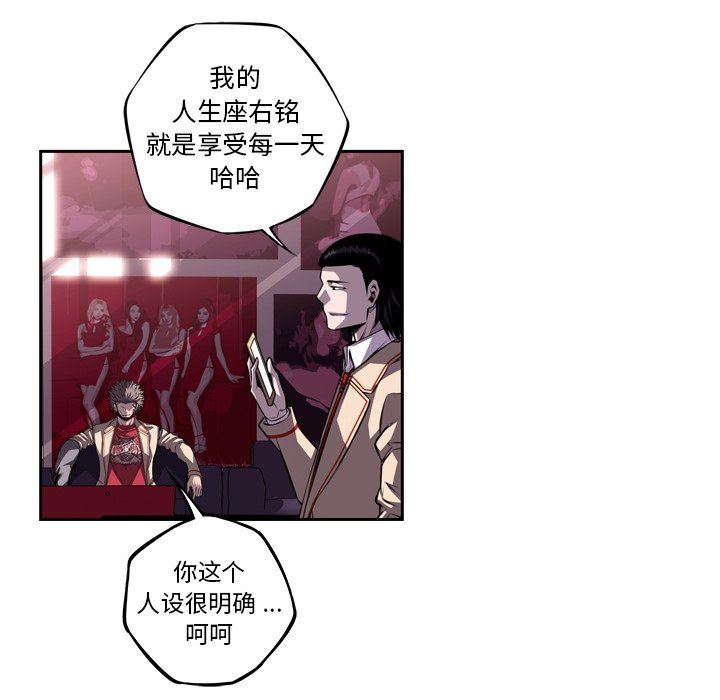 我的
人生座右铭
就是享受每一天
哈哈
你这个
人设很明确...
呵呵